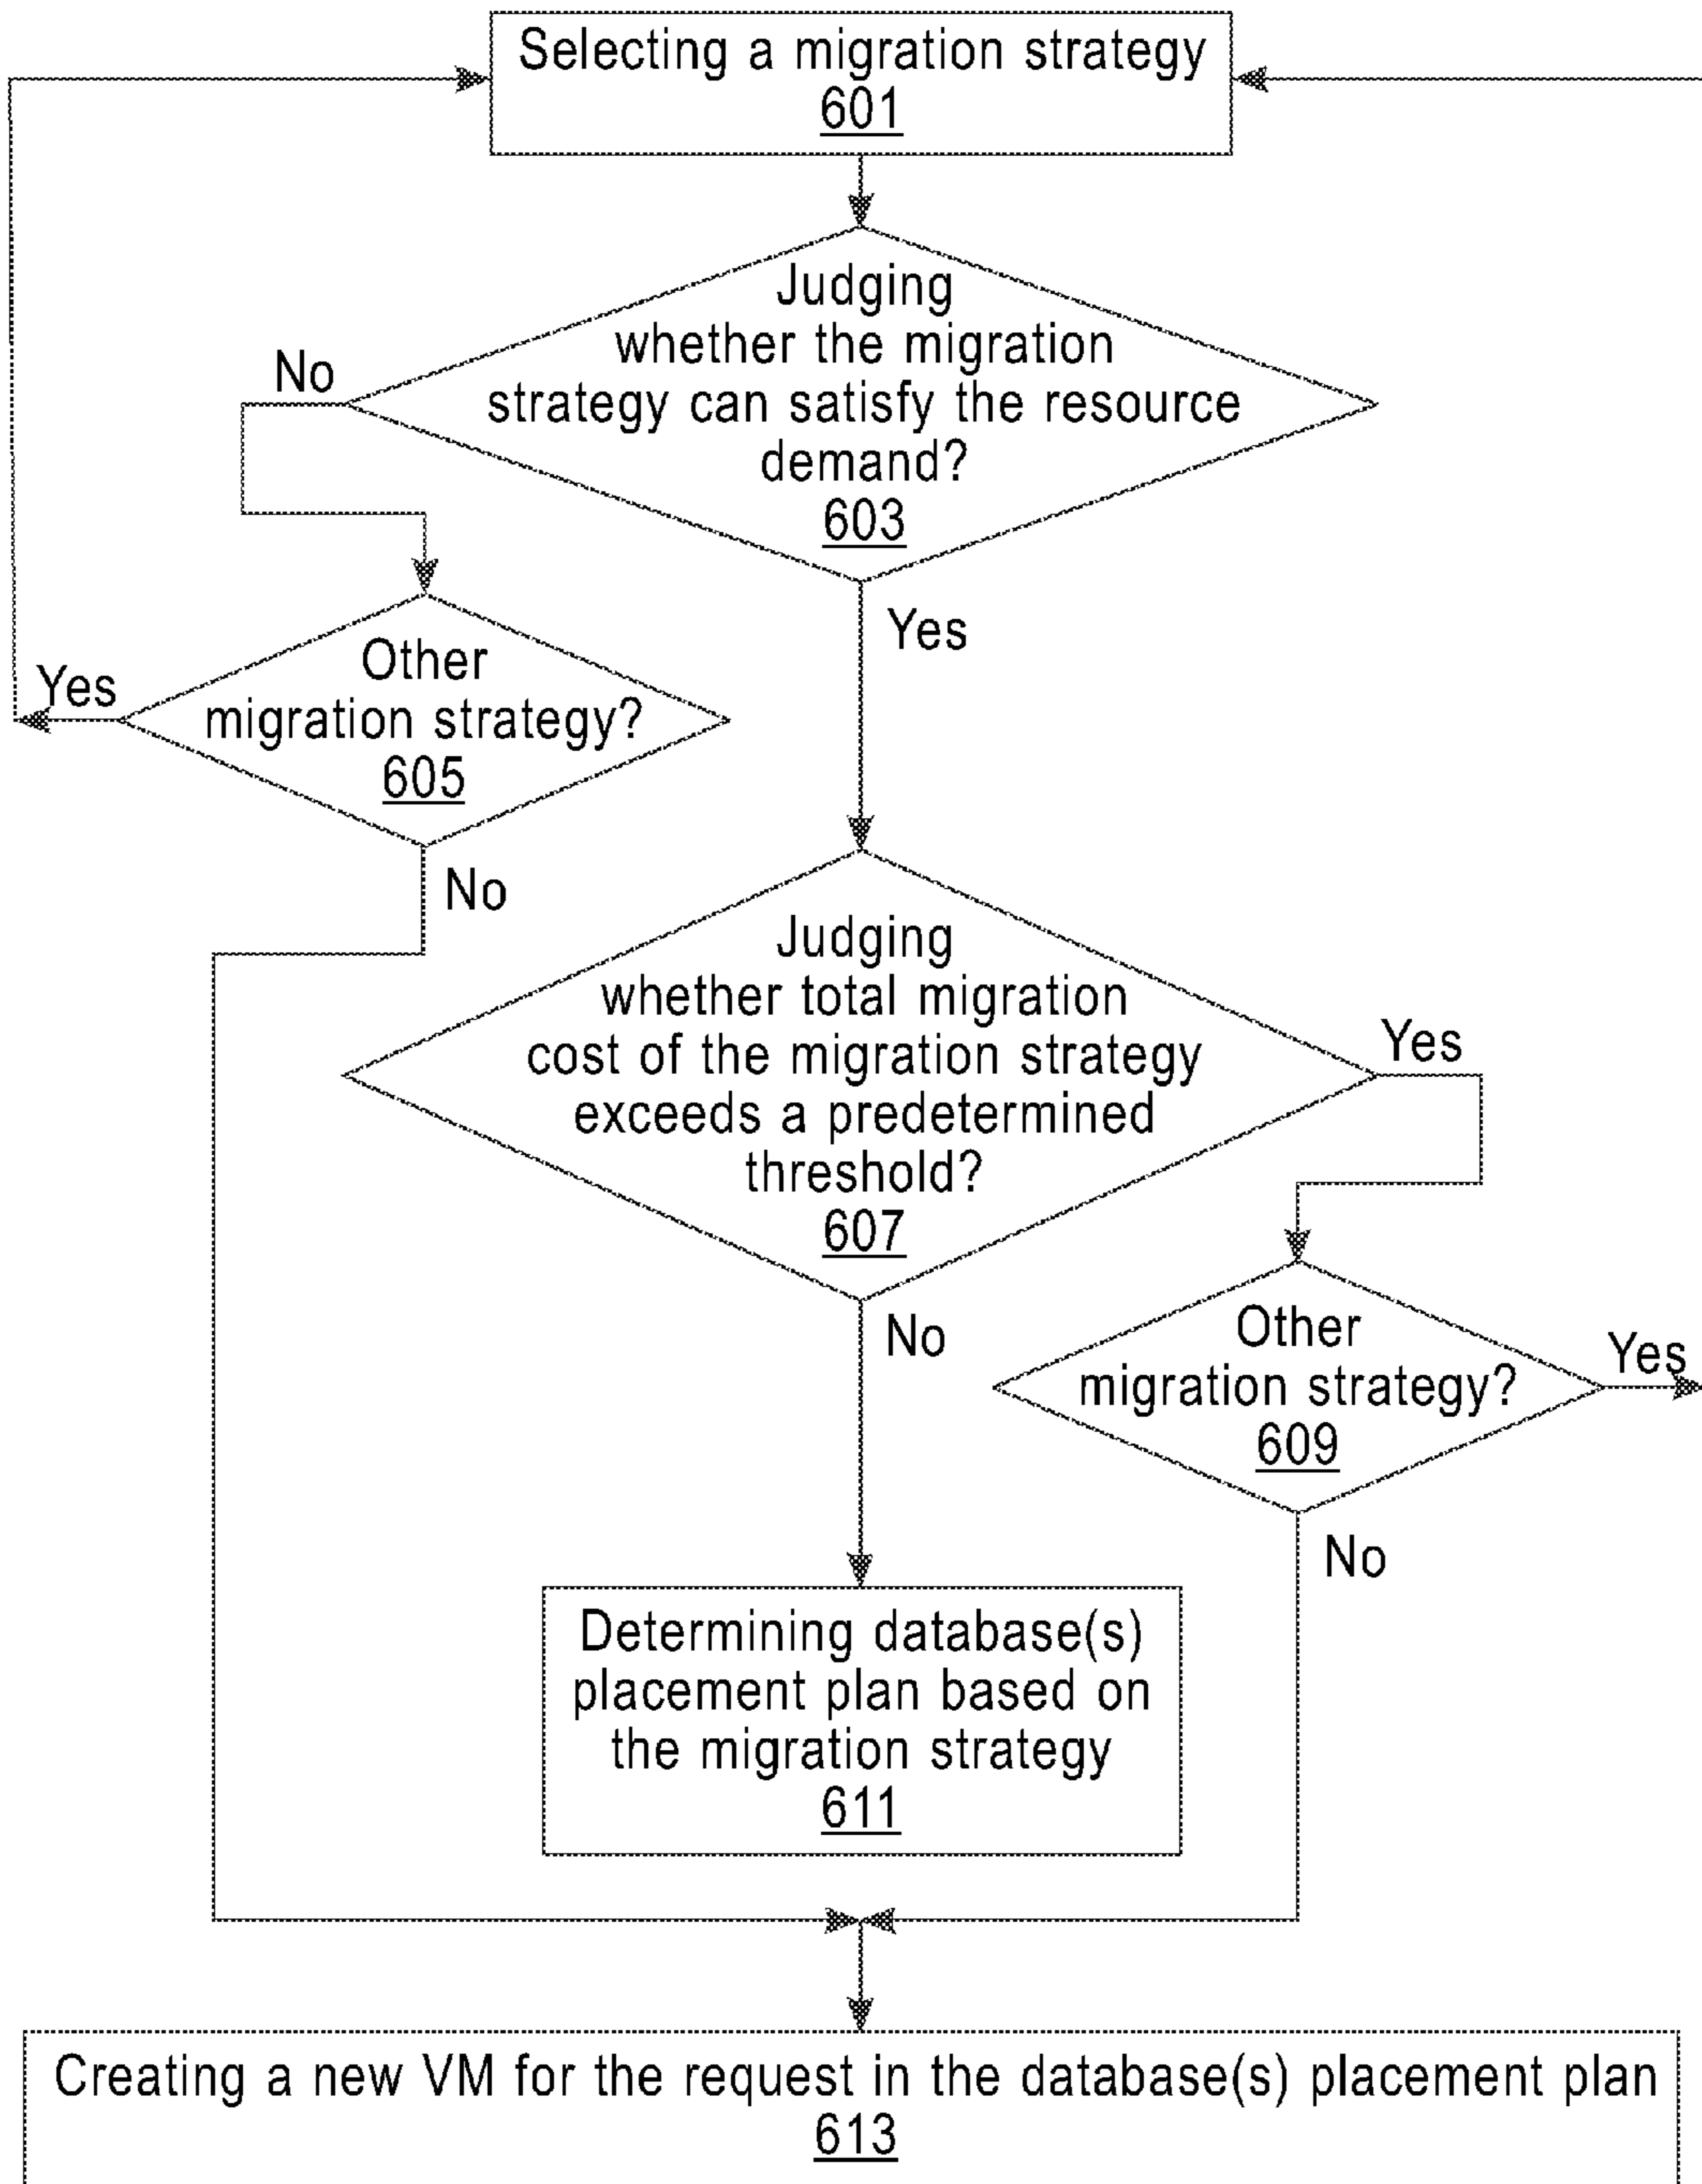 Selecting a migration strategy
601
Judging
whether the migration
strategy can satisfy the resource
demand?
603
No
Yes
Other
migration strategy?
605
Yes
No
Judging
whether total migration
cost of the migration strategy
exceeds a predetermined
threshold?
607
Yes
No
Other
migration strategy?
609
Yes
No
Determining database(s)
placement plan based on
the migration strategy
611
Creating a new VM for the request in the database(s) placement plan
613